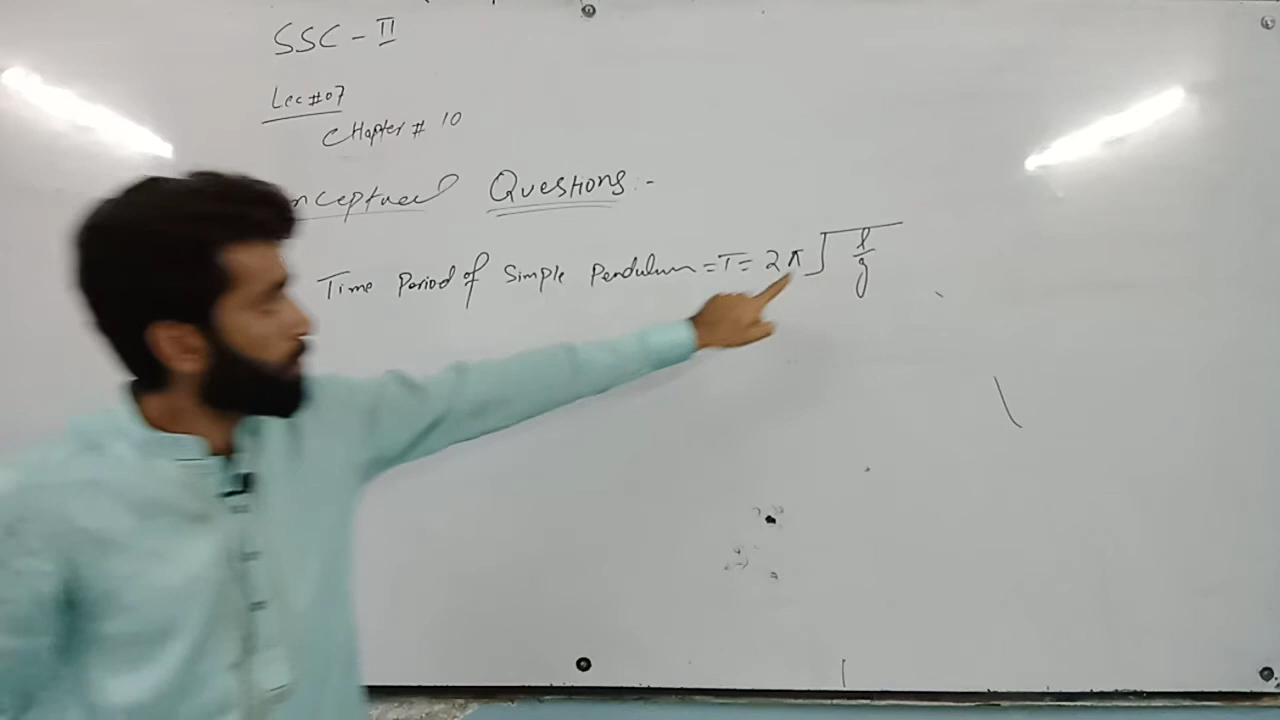 SSC - II
Lec #07
CHapter # 10
nceptual Questions:-
Time Period of Simple Pendulum = T = 2π √(l/g)